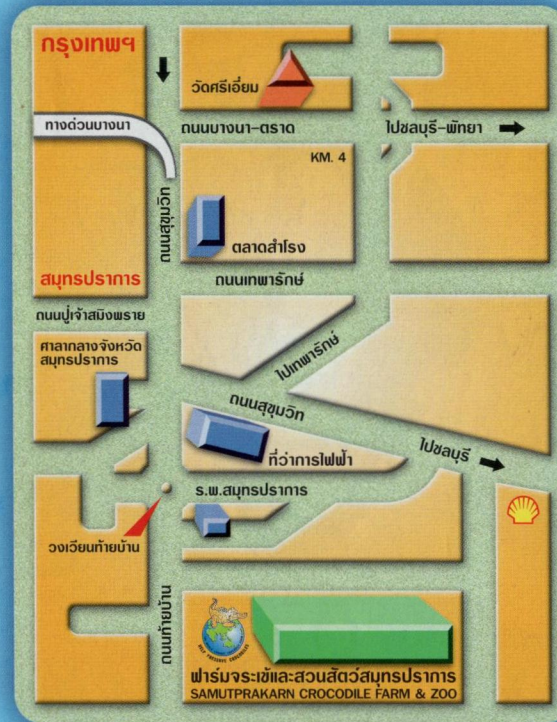 กรุงเทพฯ
วัดศรีเอี่ยม
ทางด่วนบางนา
ถนนบางนา-ตราด
ไปชลบุรี-พัทยา
KM. 4
ถนนสุขุมวิท
ตลาดสำโรง
สมุทรปราการ
ถนนเทพารักษ์
ถนนปู่เจ้าสมิงพราย
ศาลากลางจังหวัด
สมุทรปราการ
ไปเทพารักษ์
ถนนสุขุมวิท
ที่ว่าการไฟฟ้า
ไปชลบุรี
ร.พ.สมุทรปราการ
วงเวียนท้ายบ้าน
ถนนท้ายบ้าน
ฟาร์มจระเข้และสวนสัตว์สมุทรปราการ
SAMUTPRAKARN CROCODILE FARM & ZOO